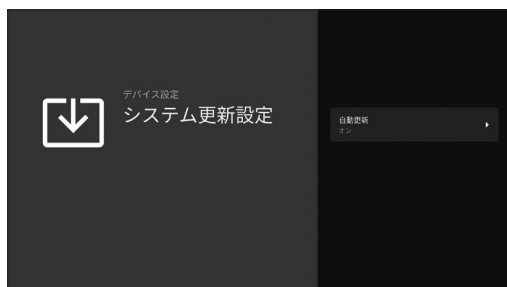 デバイス設定
システム更新設定
自動更新
オン